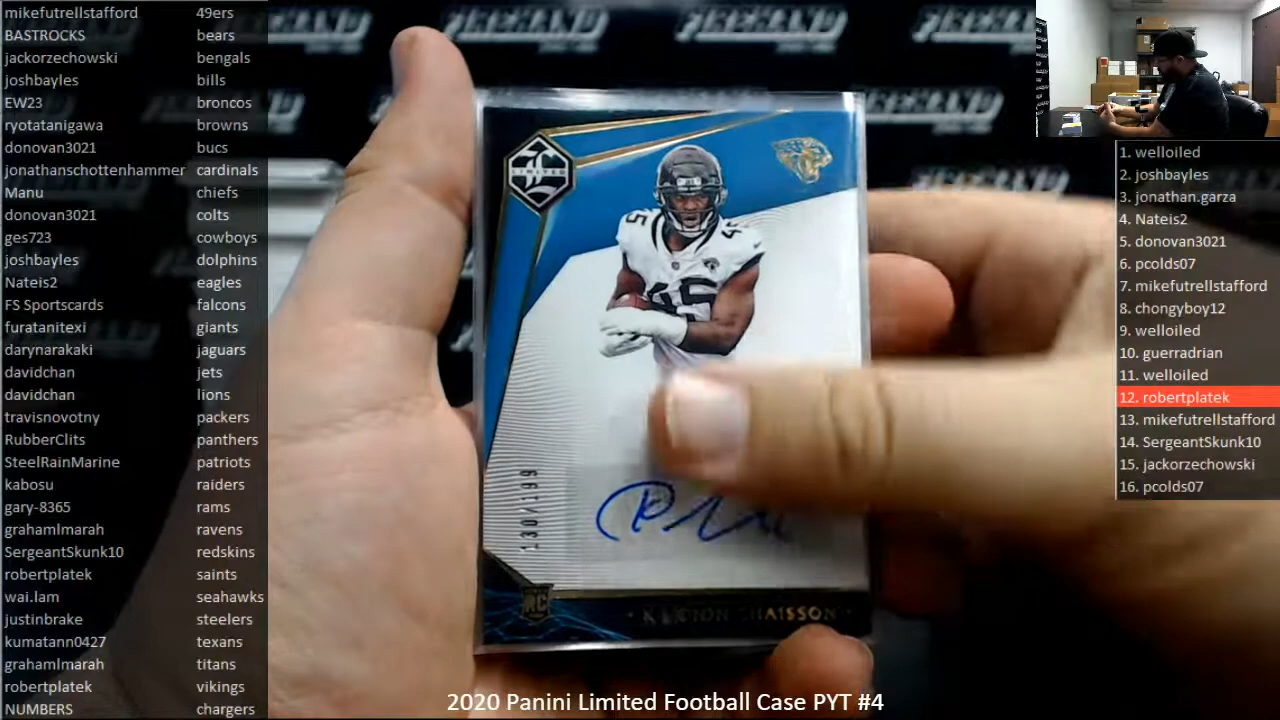 mikefutrellstafford 49ers
BASTROCKS bears
jackorzechowski bengals
joshbayles bills
EW23 broncos
ryotatanigawa browns
donovan3021 bucs
jonathanschottenhammer cardinals
Manu chiefs
donovan3021 colts
ges723 cowboys
joshbayles dolphins
Nateis2 eagles
FS Sportscards falcons
furatanitexi giants
darynarakaki jaguars
davidchan jets
davidchan lions
travisnovotny packers
RubberClits panthers
SteelRainMarine patriots
kabosu raiders
gary-8365 rams
grahamlmarah ravens
SergeantSkunk10 redskins
robertplatek saints
wai.lam seahawks
justinbrake steelers
kumatann0427 texans
grahamlmarah titans
robertplatek vikings
NUMBERS chargers
LIMITED
45
45
130/199
RC
CHAISSON
2020 Panini Limited Football Case PYT #4
1. welloiled
2. joshbayles
3. jonathan.garza
4. Nateis2
5. donovan3021
6. pcolds07
7. mikefutrellstafford
8. chongyboy12
9. welloiled
10. guerradrian
11. welloiled
12. robertplatek
13. mikefutrellstafford
14. SergeantSkunk10
15. jackorzechowski
16. pcolds07